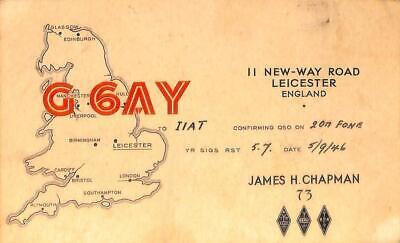 GLASGOW
EDINBURGH
11 NEW-WAY ROAD
LEICESTER
ENGLAND
G 6AY
MANCHESTER
HULL
LIVERPOOL
TO I1AT
CONFIRMING QSO ON 20m FONE
BIRMINGHAM
LEICESTER
YR SIGS RST 5.7. DATE 5/9/46
CARDIFF
BRISTOL
LONDON
SOUTHAMPTON
PLYMOUTH
JAMES H. CHAPMAN
73